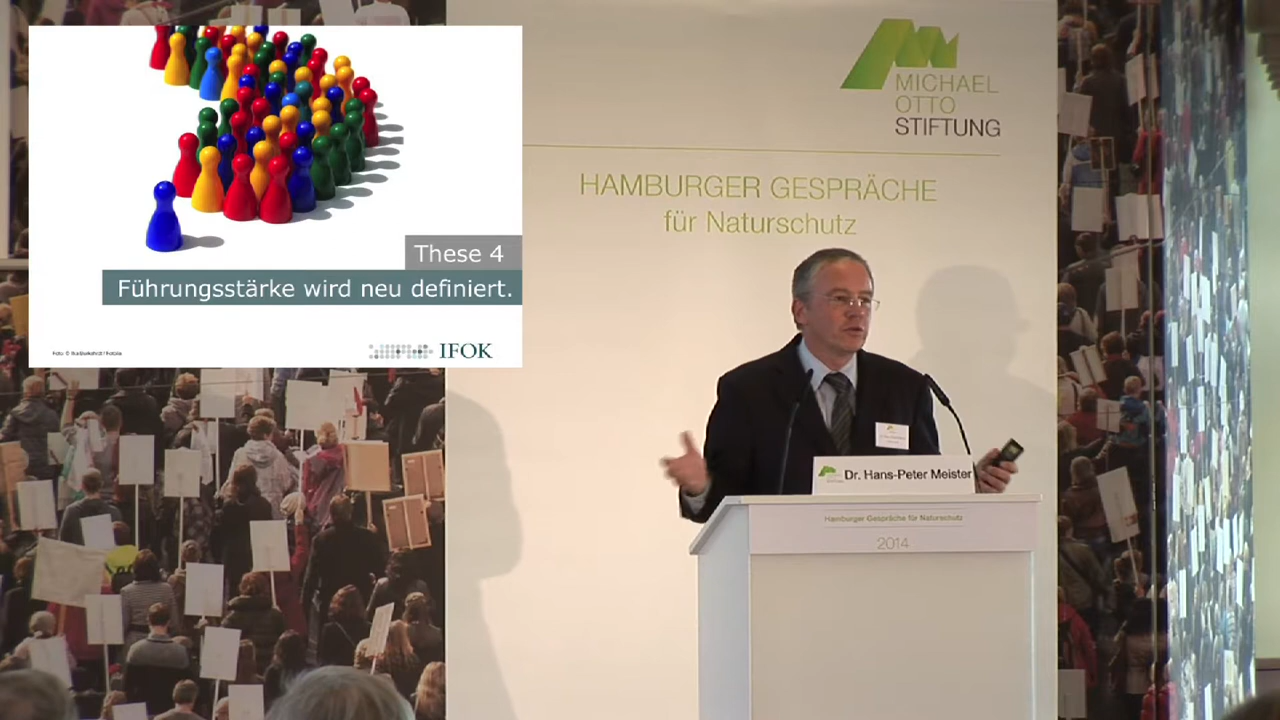 These 4
Führungsstärke wird neu definiert.
IFOK
MICHAEL
OTTO
STIFTUNG
HAMBURGER GESPRÄCHE
für Naturschutz
Dr. Hans-Peter Meister
Hamburger Gespräche für Naturschutz
2014